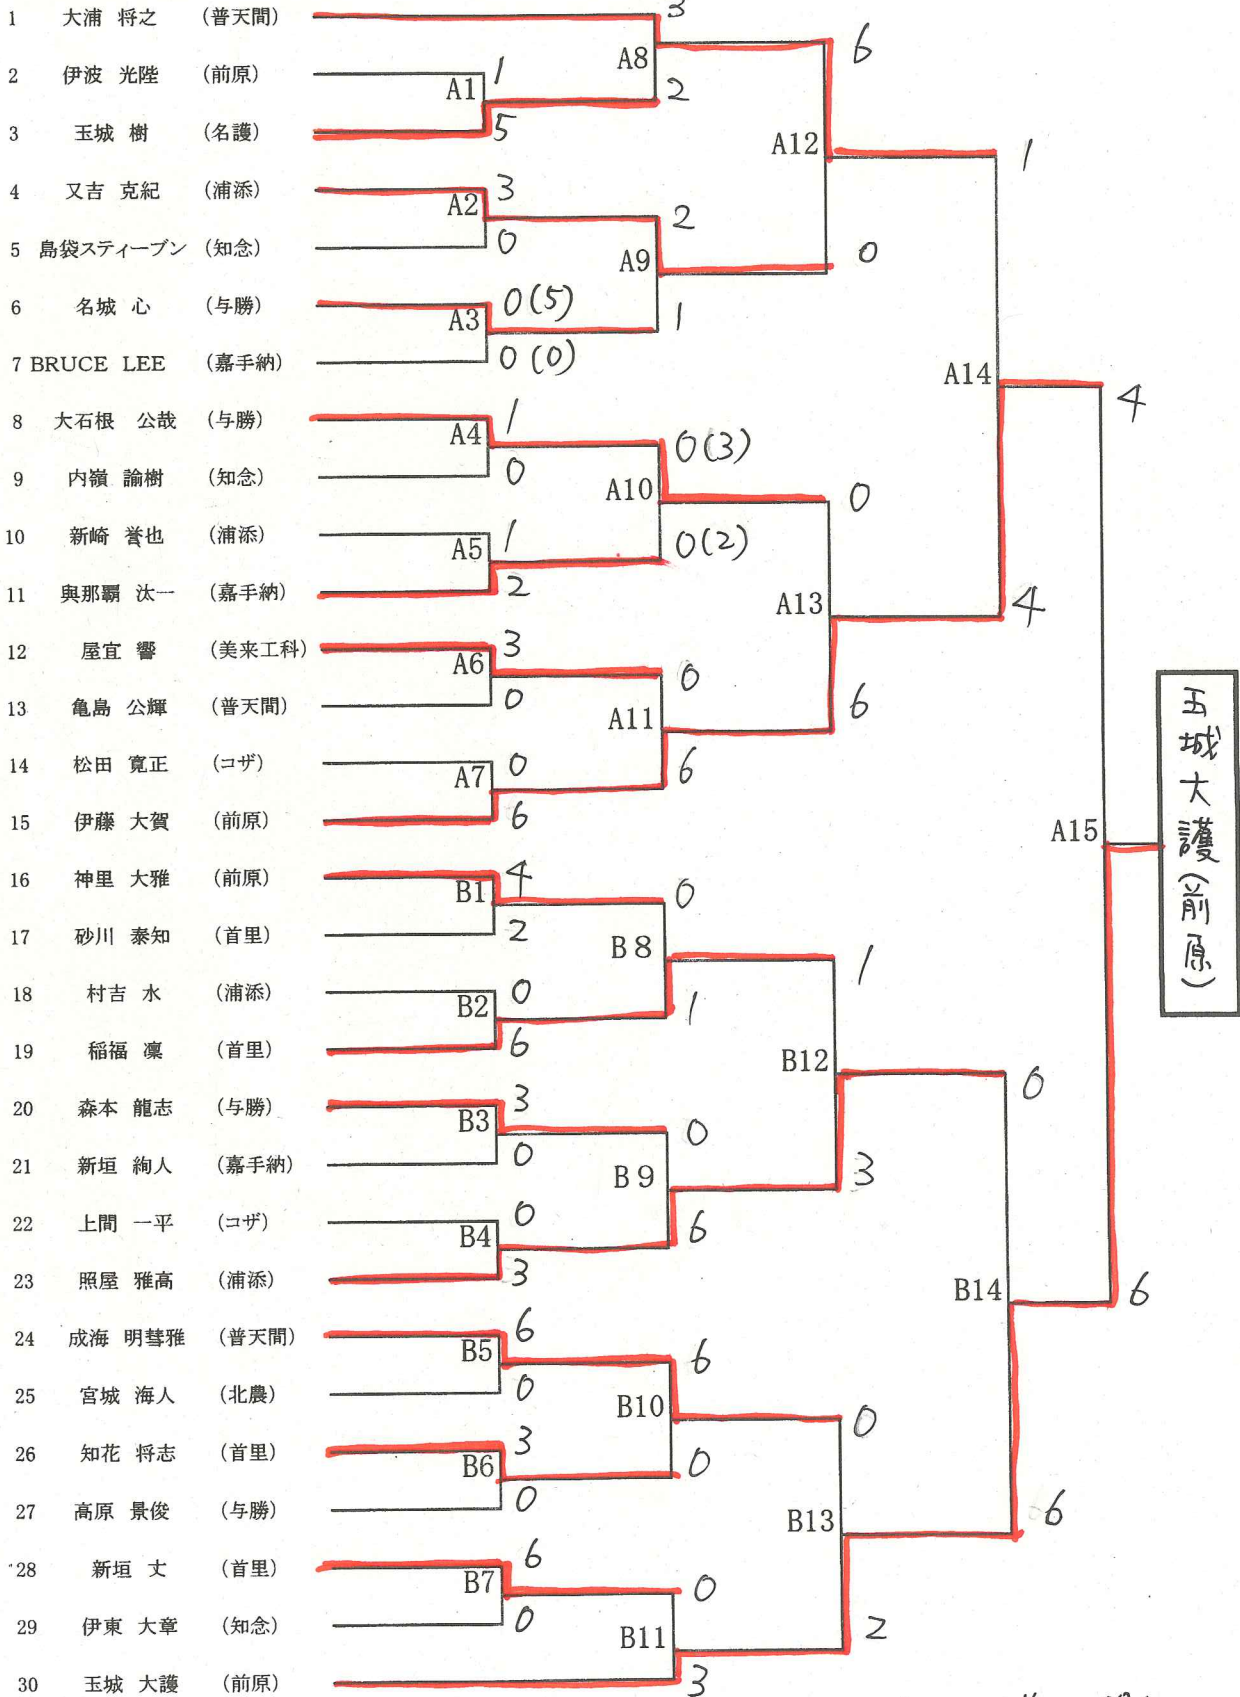 1 大浦 将之 (普天間) 3
A8 6
2 伊波 光陸 (前原) 1
A1 2
3 玉城 樹 (名護) 5
A12 1
4 又吉 克紀 (浦添) 3
A2 2
5 島袋スティーブン (知念) 0
A9 0
6 名城 心 (与勝) 0(5)
A3 1
7 BRUCE LEE (嘉手納) 0(0)
A14 4
8 大石根 公哉 (与勝) 1
A4 0(3)
9 内嶺 諭樹 (知念) 0
A10 0
10 新崎 誉也 (浦添) 1
A5 0(2)
11 與那覇 汰一 (嘉手納) 2
A13 4
12 屋宜 響 (美来工科) 3
A6 0
13 亀島 公輝 (普天間) 0
A11 6
14 松田 寛正 (コザ) 0
A7 6
15 伊藤 大賀 (前原) 6
A15
玉城大護(前原)
16 神里 大雅 (前原) 4
B1 0
17 砂川 泰知 (首里) 2
B8 1
18 村吉 水 (浦添) 0
B2 1
19 稲福 凜 (首里) 6
B12 0
20 森本 龍志 (与勝) 3
B3 0
21 新垣 絢人 (嘉手納) 0
B9 3
22 上間 一平 (コザ) 0
B4 6
23 照屋 雅高 (浦添) 3
B14 6
24 成海 明彗雅 (普天間) 6
B5 6
25 宮城 海人 (北農) 0
B10 0
26 知花 将志 (首里) 3
B6 0
27 高原 景俊 (与勝) 0
B13 6
28 新垣 丈 (首里) 6
B7 0
29 伊東 大章 (知念) 0
B11 2
30 玉城 大護 (前原) 3